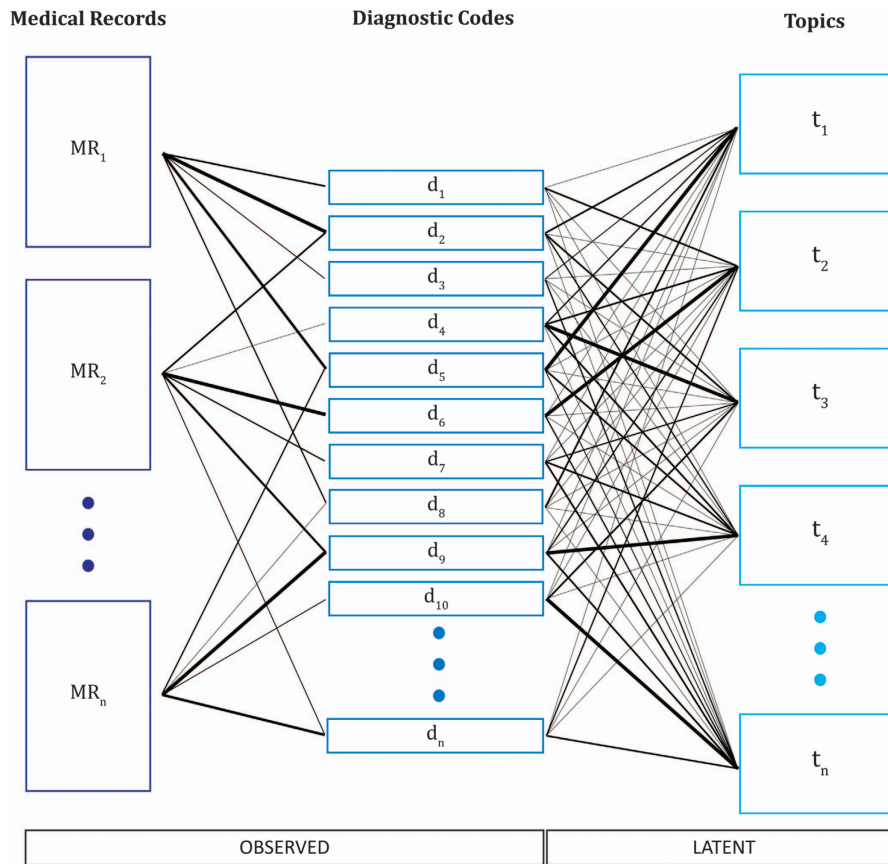 Medical Records Diagnostic Codes Topics
MR₁
MR₂
MRₙ
d₁
d₂
d₃
d₄
d₅
d₆
d₇
d₈
d₉
d₁₀
dₙ
t₁
t₂
t₃
t₄
tₙ
OBSERVED LATENT